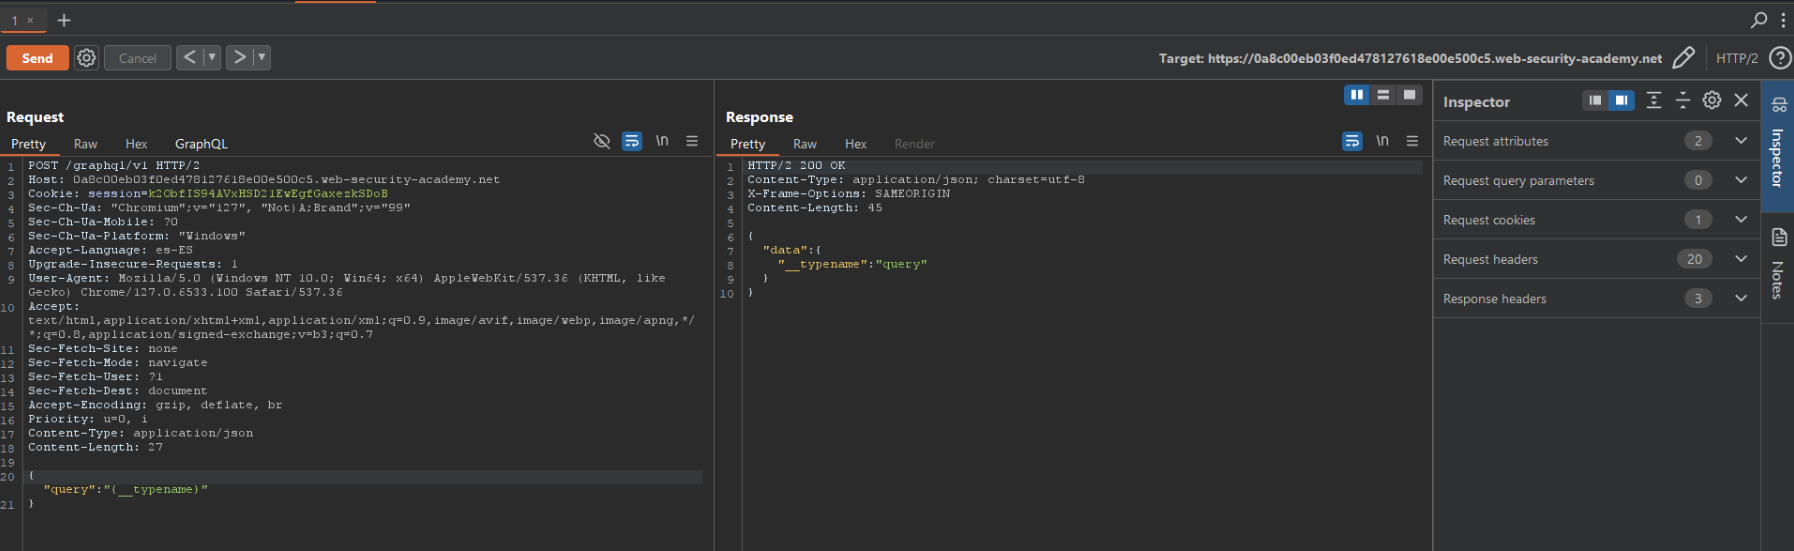 1 ×
Send Cancel < > Target: https://0a8c00eb03f0ed478127618e00e500c5.web-security-academy.net HTTP/2
Request
Pretty Raw Hex GraphQL \n
1 POST /graphql/v1 HTTP/2
2 Host: 0a8c00eb03f0ed478127618e00e500c5.web-security-academy.net
3 Cookie: session=k2ObfIS94AVxHSD21EwEgfGaxezkSDoB
4 Sec-Ch-Ua: "Chromium";v="127", "Not)A;Brand";v="99"
5 Sec-Ch-Ua-Mobile: ?0
6 Sec-Ch-Ua-Platform: "Windows"
7 Accept-Language: es-ES
8 Upgrade-Insecure-Requests: 1
9 User-Agent: Mozilla/5.0 (Windows NT 10.0; Win64; x64) AppleWebKit/537.36 (KHTML, like
Gecko) Chrome/127.0.6533.100 Safari/537.36
10 Accept:
text/html,application/xhtml+xml,application/xml;q=0.9,image/avif,image/webp,image/apng,*/
*;q=0.8,application/signed-exchange;v=b3;q=0.7
11 Sec-Fetch-Site: none
12 Sec-Fetch-Mode: navigate
13 Sec-Fetch-User: ?1
14 Sec-Fetch-Dest: document
15 Accept-Encoding: gzip, deflate, br
16 Priority: u=0, i
17 Content-Type: application/json
18 Content-Length: 27
19
20 {
"query":"{__typename}"
21 }
Response
Pretty Raw Hex Render \n
1 HTTP/2 200 OK
2 Content-Type: application/json; charset=utf-8
3 X-Frame-Options: SAMEORIGIN
4 Content-Length: 45
5
6 {
7 "data":{
8 "__typename":"query"
9 }
10 }
Inspector
Request attributes 2
Request query parameters 0
Request cookies 1
Request headers 20
Response headers 3
Inspector
Notes